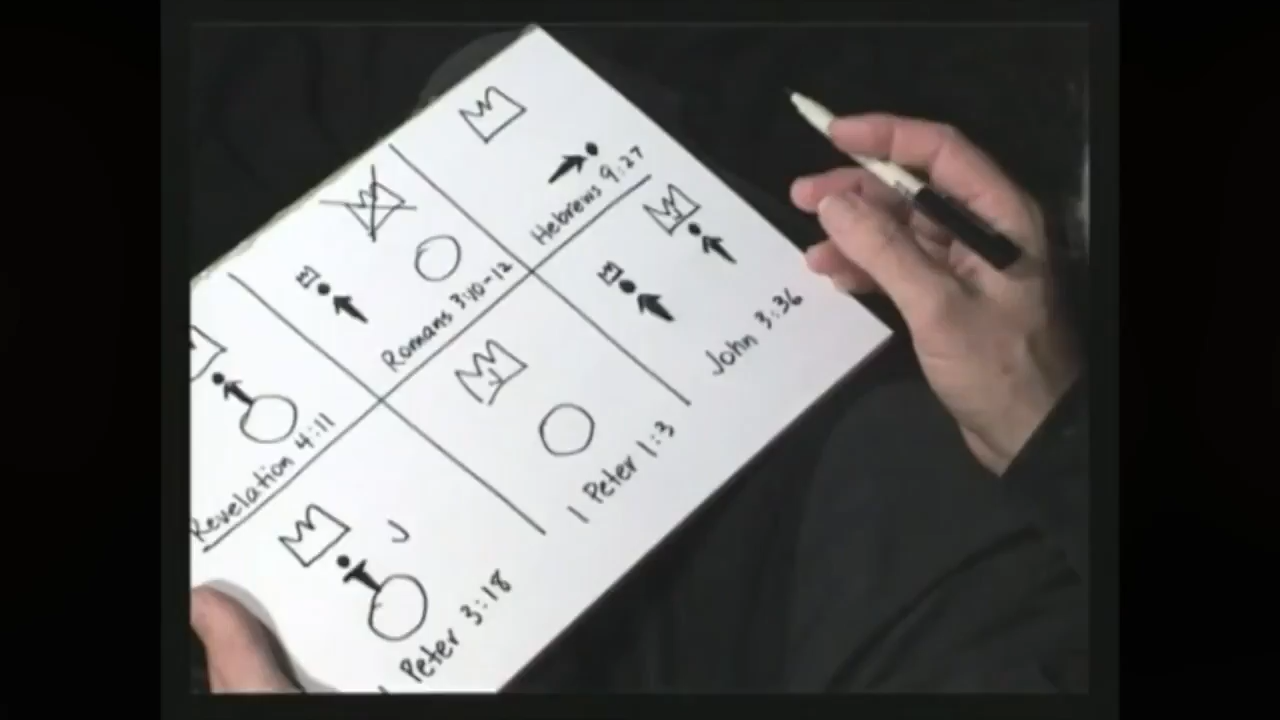 Revelation 4:11
Romans 3:10-12
Hebrews 9:27
J
1 Peter 3:18
1 Peter 1:3
John 3:36